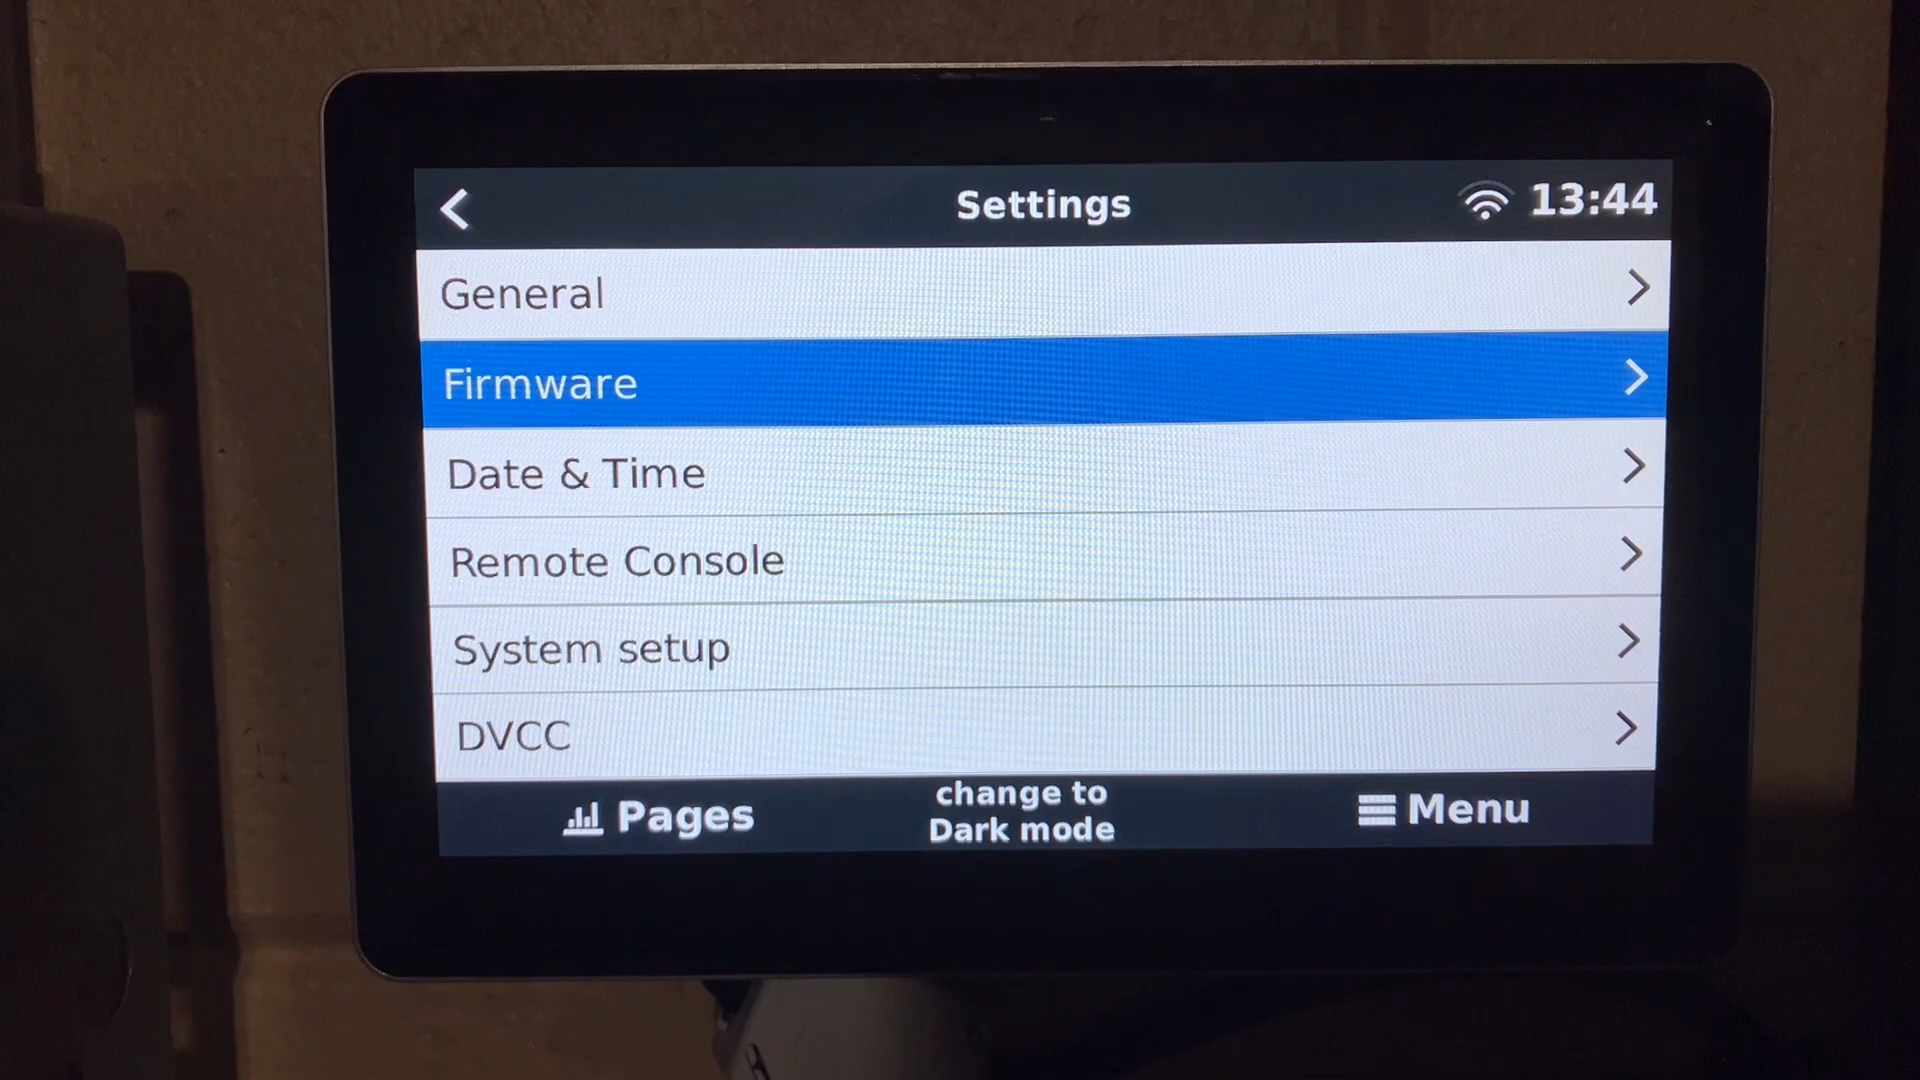 Settings
13:44
General
Firmware
Date & Time
Remote Console
System setup
DVCC
Pages
change to
Dark mode
Menu